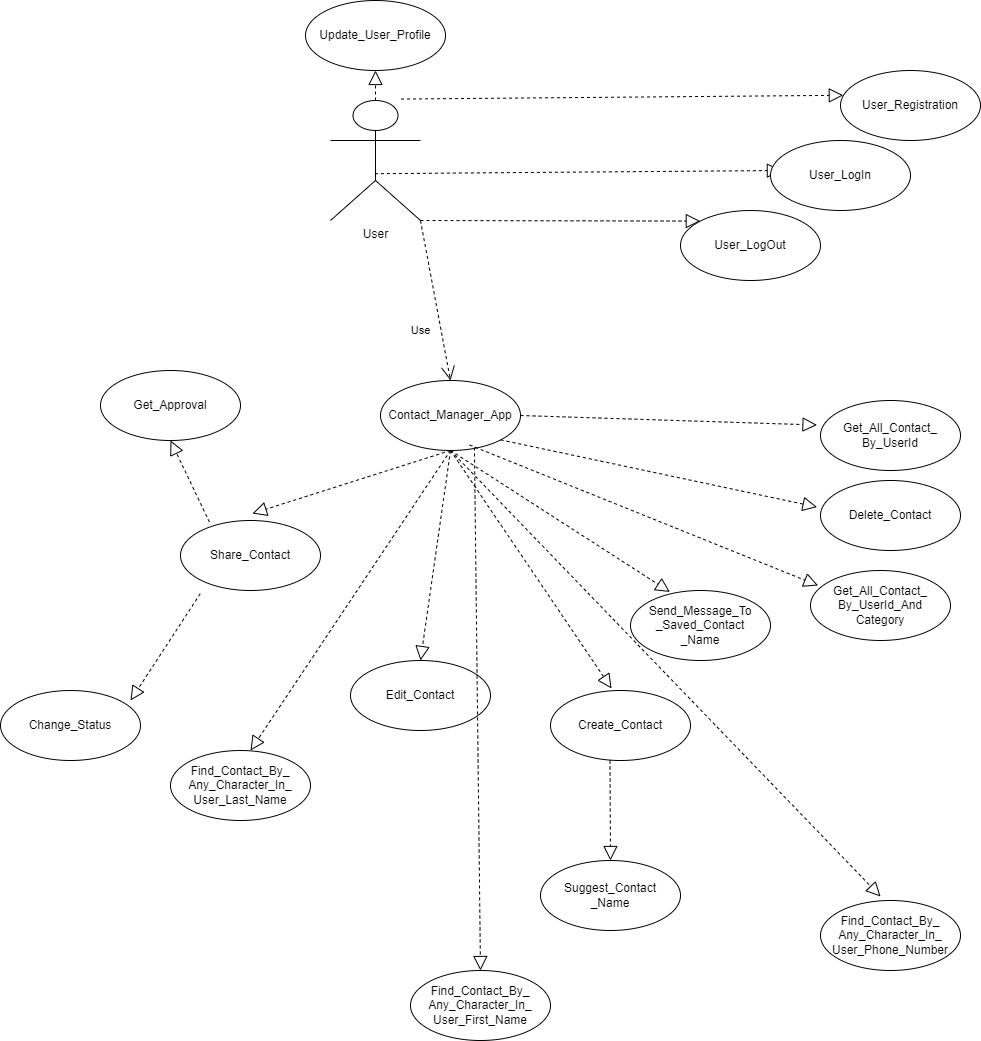 Update_User_Profile
User_Registration
User_LogIn
User
User_LogOut
Use
Get_Approval
Contact_Manager_App
Get_All_Contact_
By_UserId
Delete_Contact
Share_Contact
Get_All_Contact_
By_UserId_And
Category
Send_Message_To
_Saved_Contact
_Name
Edit_Contact
Change_Status
Create_Contact
Find_Contact_By_
Any_Character_In_
User_Last_Name
Suggest_Contact
_Name
Find_Contact_By_
Any_Character_In_
User_Phone_Number
Find_Contact_By_
Any_Character_In_
User_First_Name